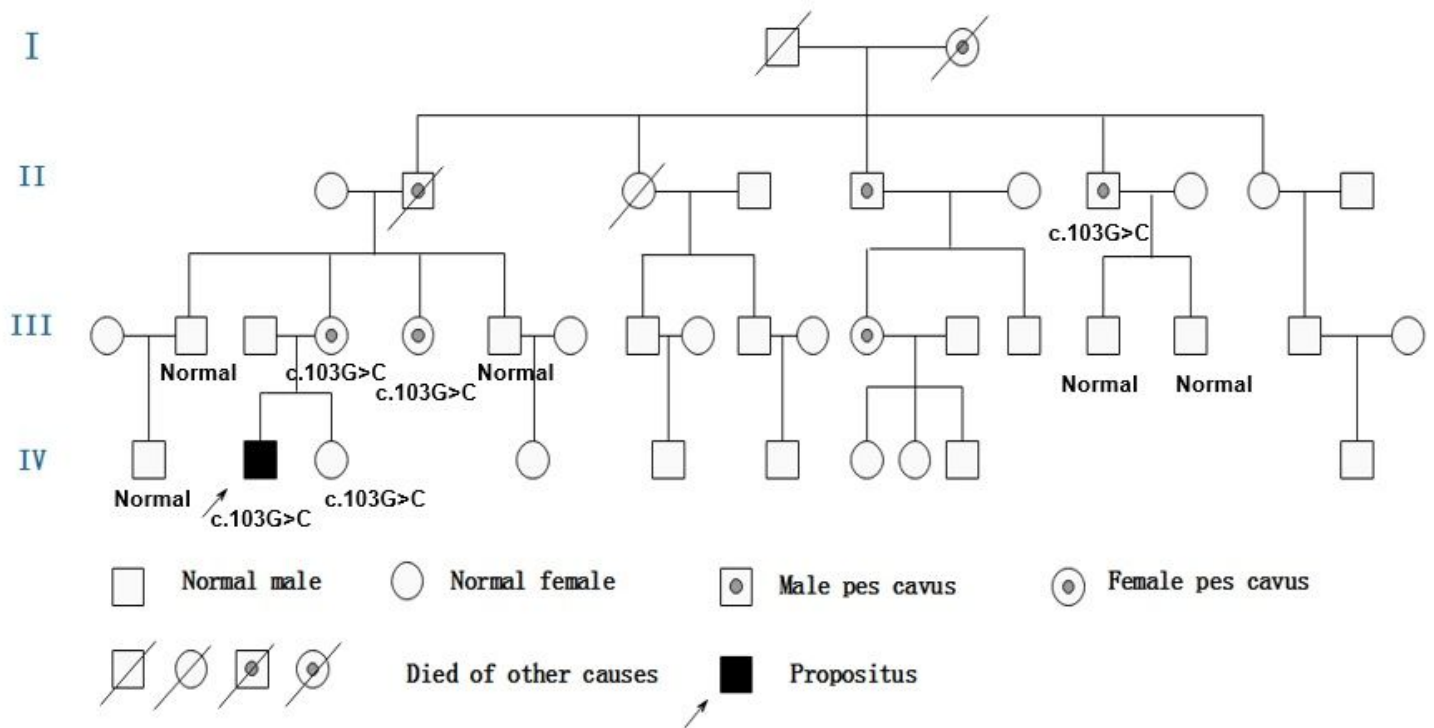 I
II
c.103G>C
III
Normal
c.103G>C
c.103G>C
Normal
Normal
Normal
IV
Normal
c.103G>C
c.103G>C
Normal male
Normal female
Male pes cavus
Female pes cavus
Died of other causes
Propositus